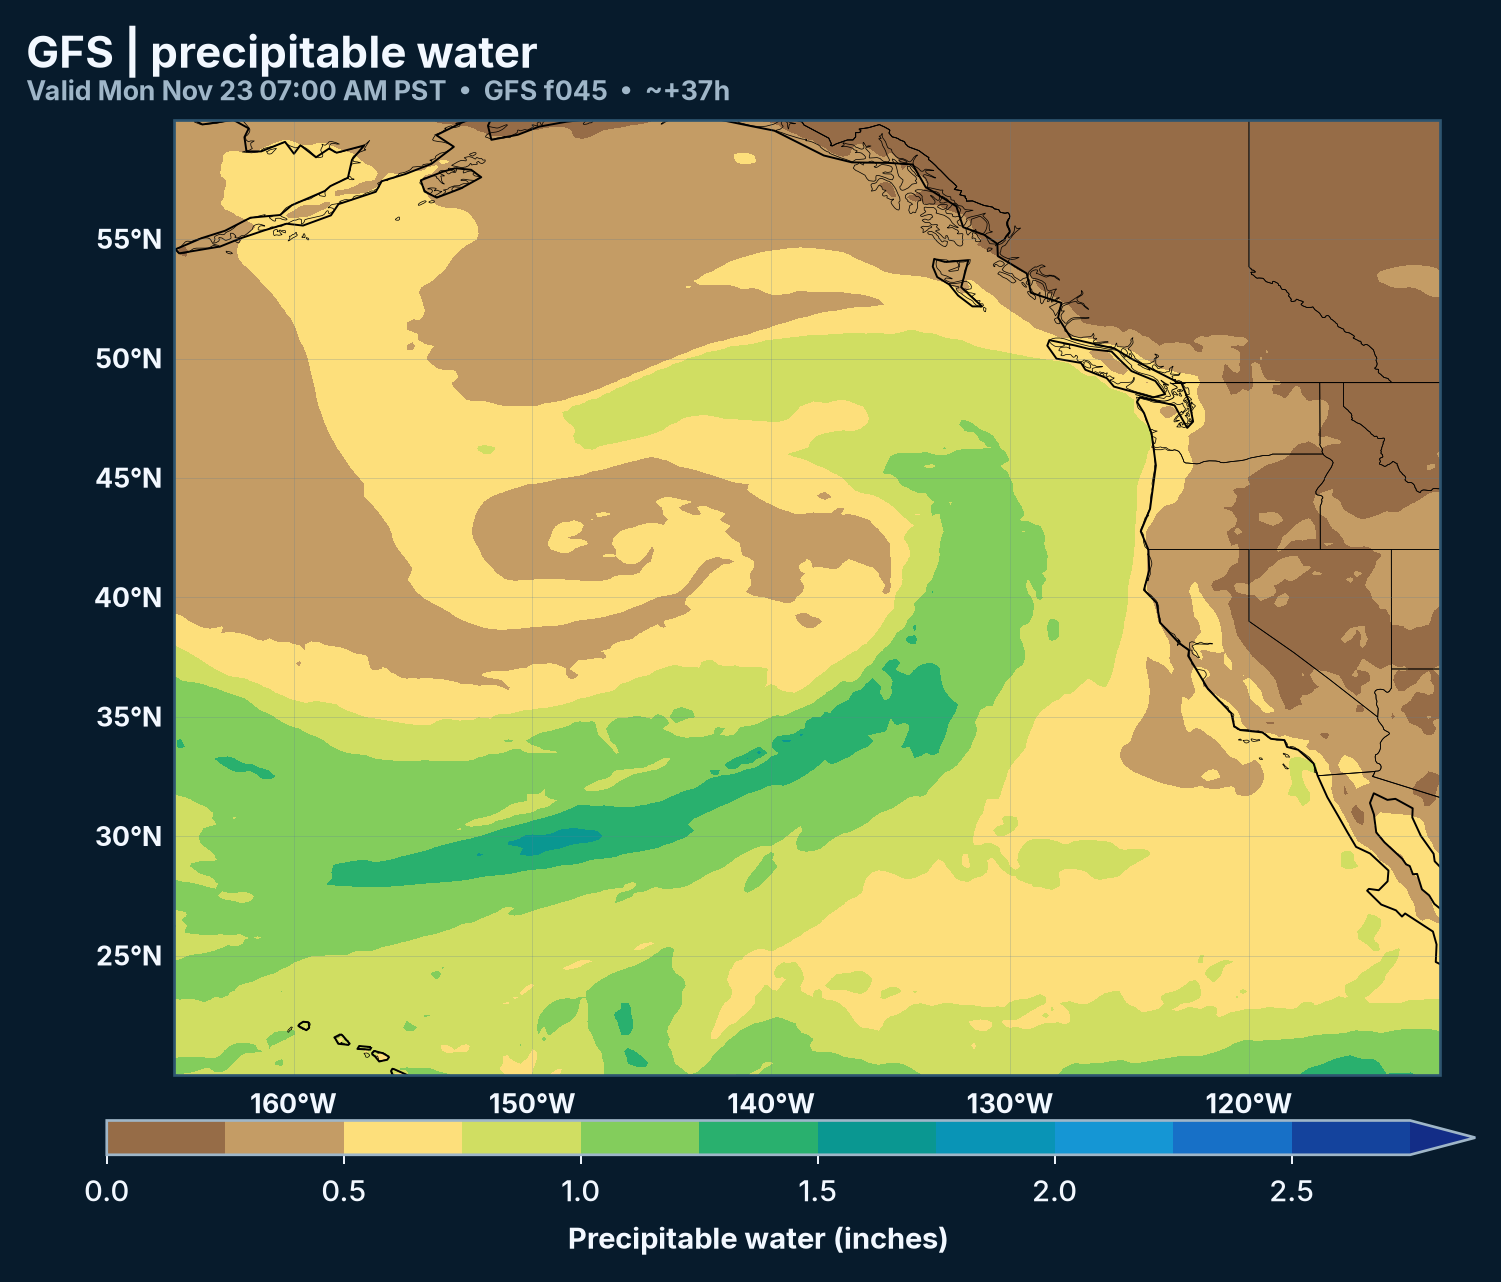 GFS | precipitable water
Valid Mon Nov 23 07:00 AM PST • GFS f045 • ~+37h
55°N
50°N
45°N
40°N
35°N
30°N
25°N
160°W 150°W 140°W 130°W 120°W
0.0 0.5 1.0 1.5 2.0 2.5
Precipitable water (inches)